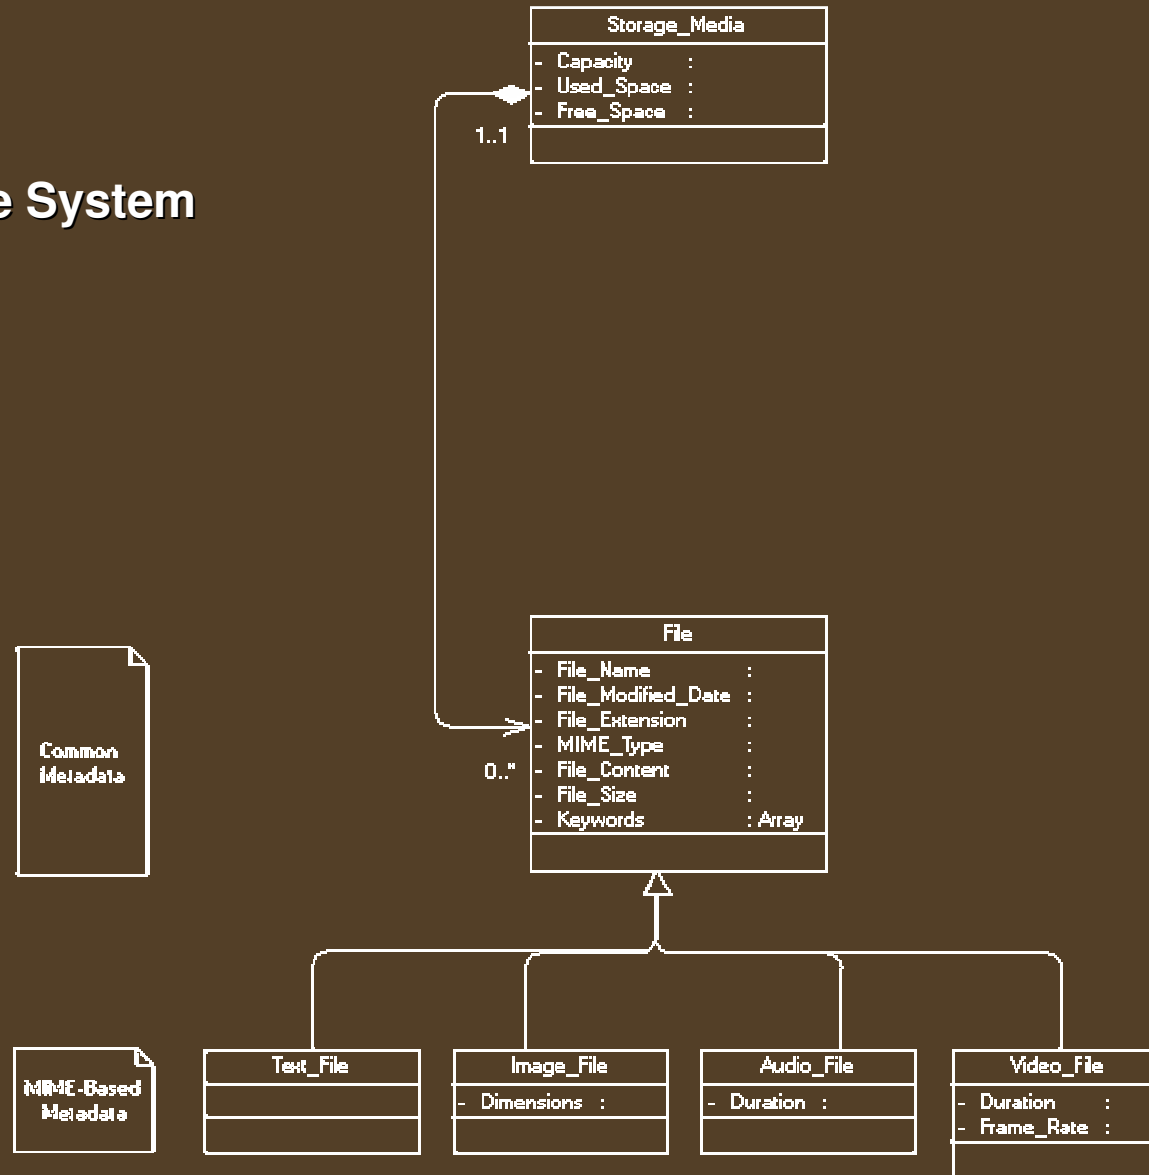 Storage_Media
- Capacity :
- Used_Space :
- Free_Space :
1..1
e System
File
- File_Name :
- File_Modified_Date :
- File_Extension :
- MIME_Type :
- File_Content :
- File_Size :
- Keywords : Array
0..*
Common
Metadata
MIME-Based
Metadata
Text_File
Image_File
- Dimensions :
Audio_File
- Duration :
Video_File
- Duration :
- Frame_Rate :